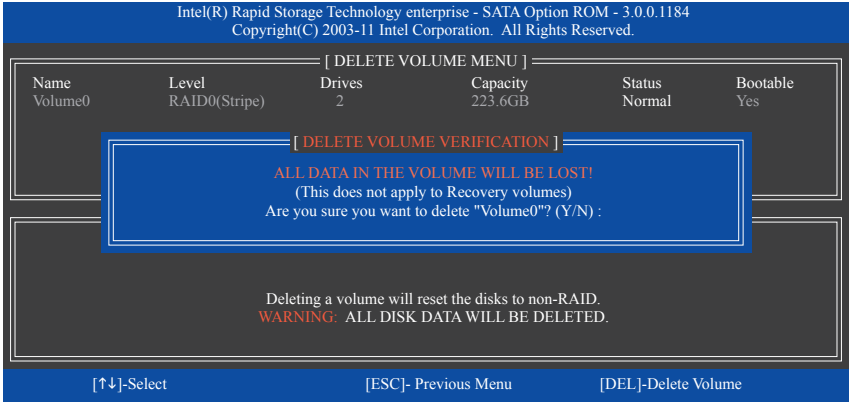 Intel(R) Rapid Storage Technology enterprise - SATA Option ROM - 3.0.0.1184
Copyright(C) 2003-11 Intel Corporation. All Rights Reserved.
[ DELETE VOLUME MENU ]
Name Level Drives Capacity Status Bootable
Volume0 RAID0(Stripe) 2 223.6GB Normal Yes
[ DELETE VOLUME VERIFICATION ]
ALL DATA IN THE VOLUME WILL BE LOST!
(This does not apply to Recovery volumes)
Are you sure you want to delete "Volume0"? (Y/N) :
Deleting a volume will reset the disks to non-RAID.
WARNING: ALL DISK DATA WILL BE DELETED.
[↑↓]-Select [ESC]- Previous Menu [DEL]-Delete Volume